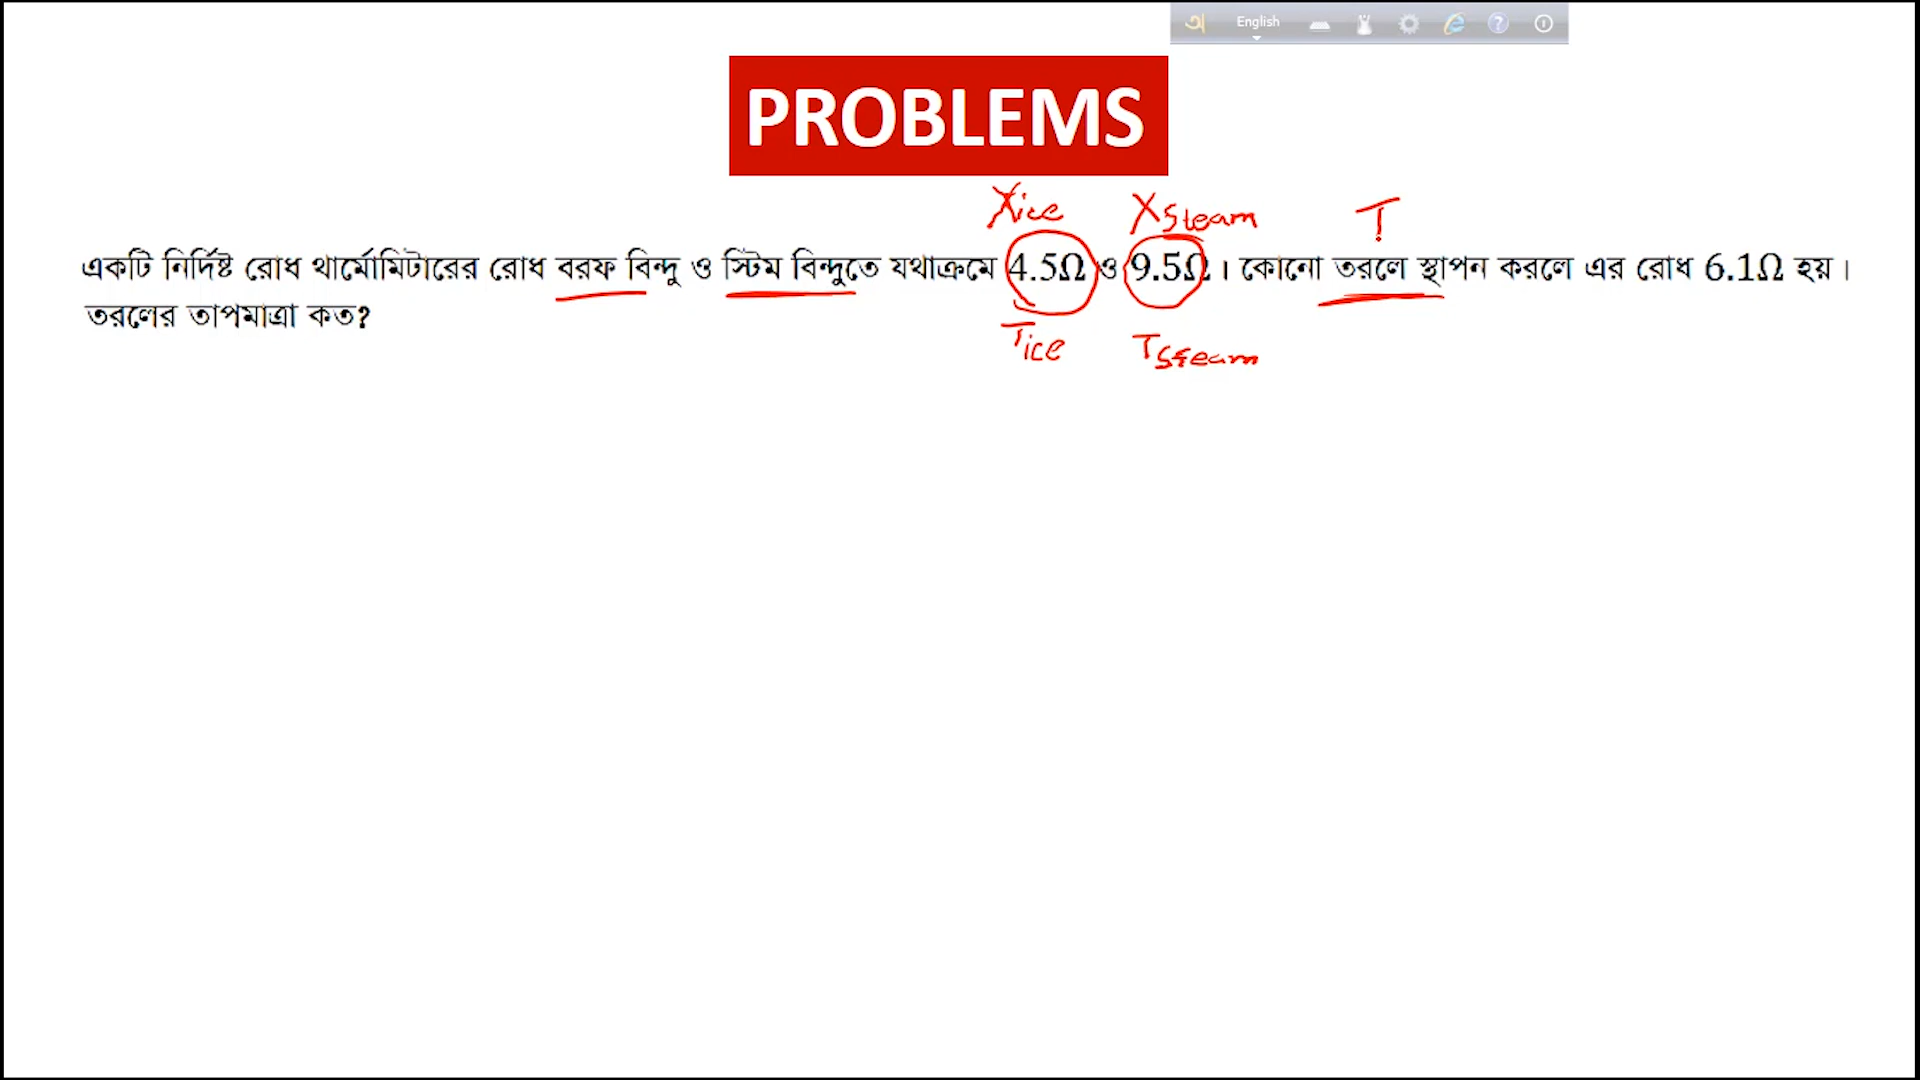 English
PROBLEMS
Xice Xsteam T
একটি নির্দিষ্ট রোধ থার্মোমিটারের রোধ বরফ বিন্দু ও স্টিম বিন্দুতে যথাক্রমে 4.5Ω ও 9.5Ω। কোনো তরলে স্থাপন করলে এর রোধ 6.1Ω হয়।
তরলের তাপমাত্রা কত?
Tice Tsteam